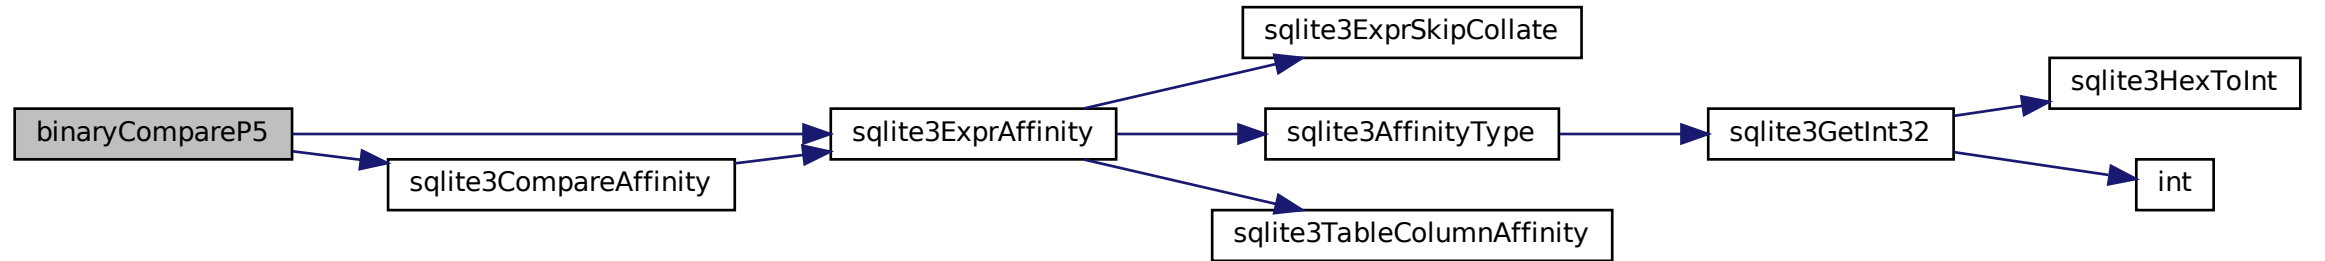 binaryCompareP5
sqlite3CompareAffinity
sqlite3ExprAffinity
sqlite3ExprSkipCollate
sqlite3AffinityType
sqlite3TableColumnAffinity
sqlite3GetInt32
sqlite3HexToInt
int